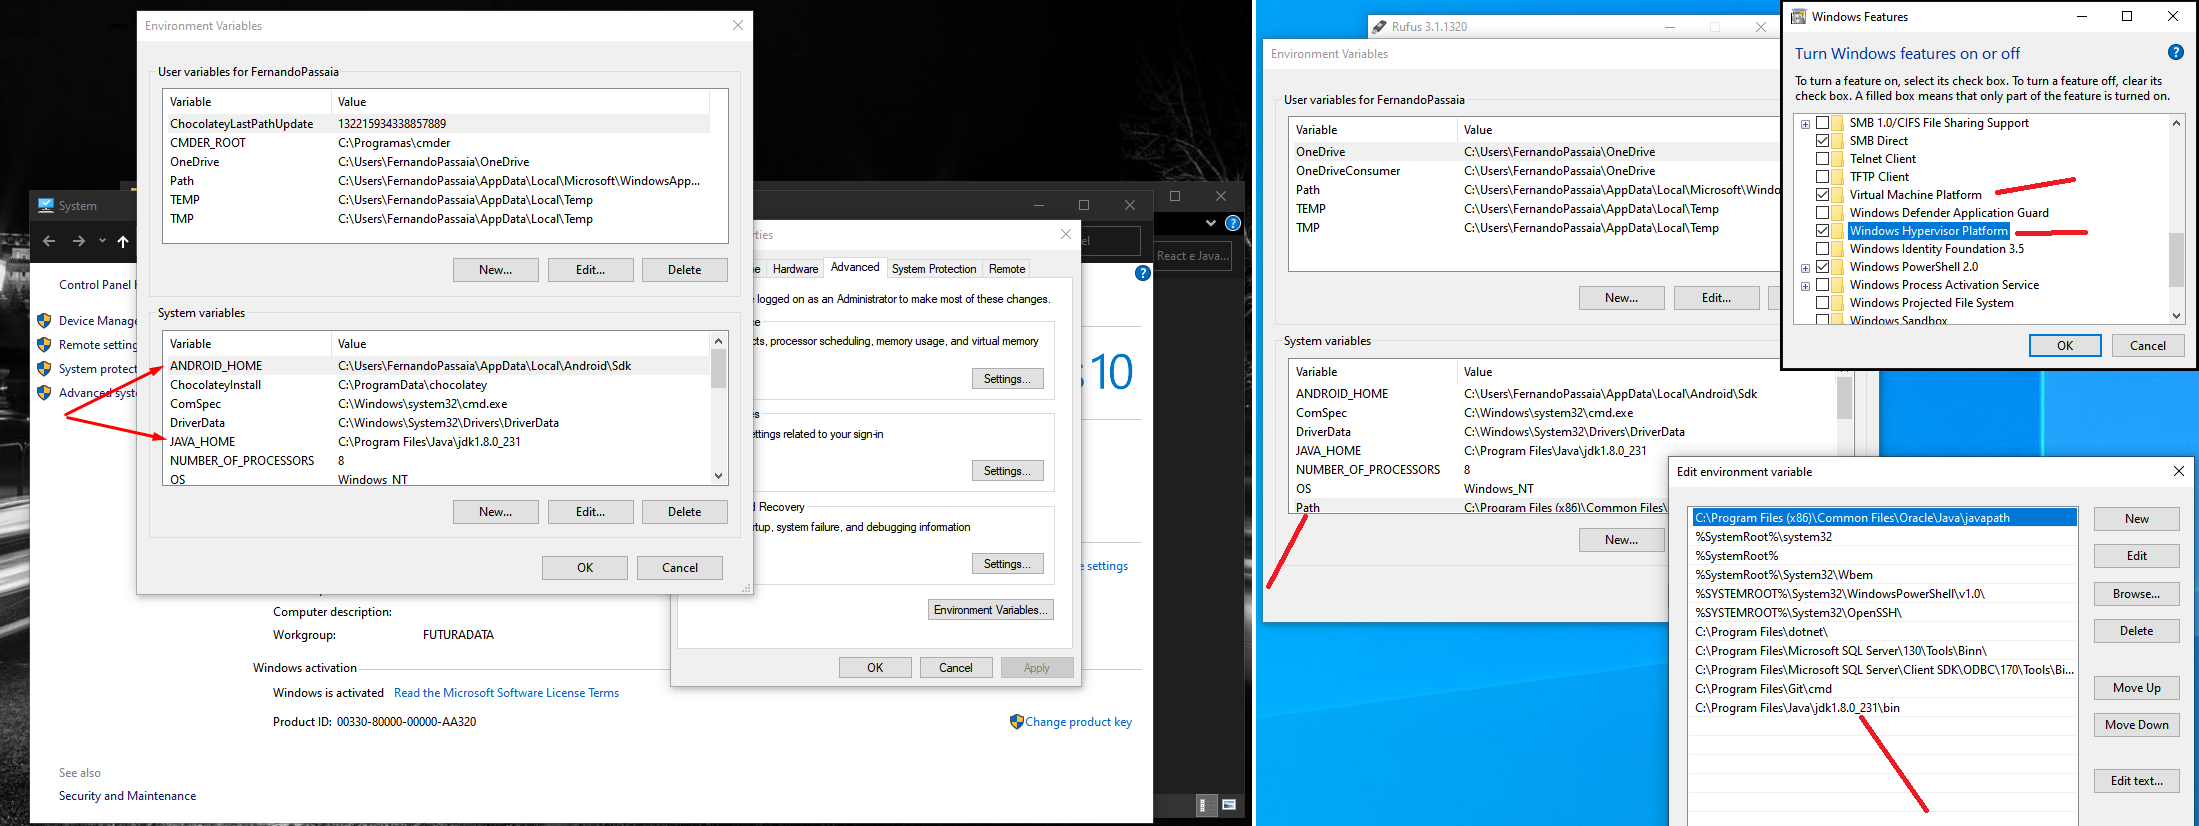 Environment Variables
User variables for FernandoPassaia
Variable Value
ChocolateyLastPathUpdate 132215934338857889
CMDER_ROOT C:\Programas\cmder
OneDrive C:\Users\FernandoPassaia\OneDrive
Path C:\Users\FernandoPassaia\AppData\Local\Microsoft\WindowsApp...
TEMP C:\Users\FernandoPassaia\AppData\Local\Temp
TMP C:\Users\FernandoPassaia\AppData\Local\Temp
New... Edit... Delete
System variables
Variable Value
ANDROID_HOME C:\Users\FernandoPassaia\AppData\Local\Android\Sdk
ChocolateyInstall C:\ProgramData\chocolatey
ComSpec C:\Windows\system32\cmd.exe
DriverData C:\Windows\System32\Drivers\DriverData
JAVA_HOME C:\Program Files\Java\jdk1.8.0_231
NUMBER_OF_PROCESSORS 8
OS Windows_NT
New... Edit... Delete
OK Cancel
System
Control Panel H
Device Manag
Remote setting
System protect
Advanced syst
Computer description:
Workgroup: FUTURADATA
Windows activation
Windows is activated Read the Microsoft Software License Terms
Product ID: 00330-80000-00000-AA320
Change product key
See also
Security and Maintenance
rties
Hardware Advanced System Protection Remote
logged on as an Administrator to make most of these changes.
cts, processor scheduling, memory usage, and virtual memory
Settings...
ettings related to your sign-in
Settings...
d Recovery
rtup, system failure, and debugging information
Settings...
Environment Variables...
OK Cancel Apply
el
React e Java...
10
e settings
Rufus 3.1.1320
Environment Variables
User variables for FernandoPassaia
Variable Value
OneDrive C:\Users\FernandoPassaia\OneDrive
OneDriveConsumer C:\Users\FernandoPassaia\OneDrive
Path C:\Users\FernandoPassaia\AppData\Local\Microsoft\Windo
TEMP C:\Users\FernandoPassaia\AppData\Local\Temp
TMP C:\Users\FernandoPassaia\AppData\Local\Temp
New... Edit...
System variables
Variable Value
ANDROID_HOME C:\Users\FernandoPassaia\AppData\Local\Android\Sdk
ComSpec C:\Windows\system32\cmd.exe
DriverData C:\Windows\System32\Drivers\DriverData
JAVA_HOME C:\Program Files\Java\jdk1.8.0_231
NUMBER_OF_PROCESSORS 8
OS Windows_NT
Path C:\Program Files (x86)\Common Files\
New...
Windows Features
Turn Windows features on or off
To turn a feature on, select its check box. To turn a feature off, clear its
check box. A filled box means that only part of the feature is turned on.
SMB 1.0/CIFS File Sharing Support
SMB Direct
Telnet Client
TFTP Client
Virtual Machine Platform
Windows Defender Application Guard
Windows Hypervisor Platform
Windows Identity Foundation 3.5
Windows PowerShell 2.0
Windows Process Activation Service
Windows Projected File System
Windows Sandbox
OK Cancel
Edit environment variable
C:\Program Files (x86)\Common Files\Oracle\Java\javapath
%SystemRoot%\system32
%SystemRoot%
%SystemRoot%\System32\Wbem
%SYSTEMROOT%\System32\WindowsPowerShell\v1.0\
%SYSTEMROOT%\System32\OpenSSH\
C:\Program Files\dotnet\
C:\Program Files\Microsoft SQL Server\130\Tools\Binn\
C:\Program Files\Microsoft SQL Server\Client SDK\ODBC\170\Tools\Bi...
C:\Program Files\Git\cmd
C:\Program Files\Java\jdk1.8.0_231\bin
New
Edit
Browse...
Delete
Move Up
Move Down
Edit text...